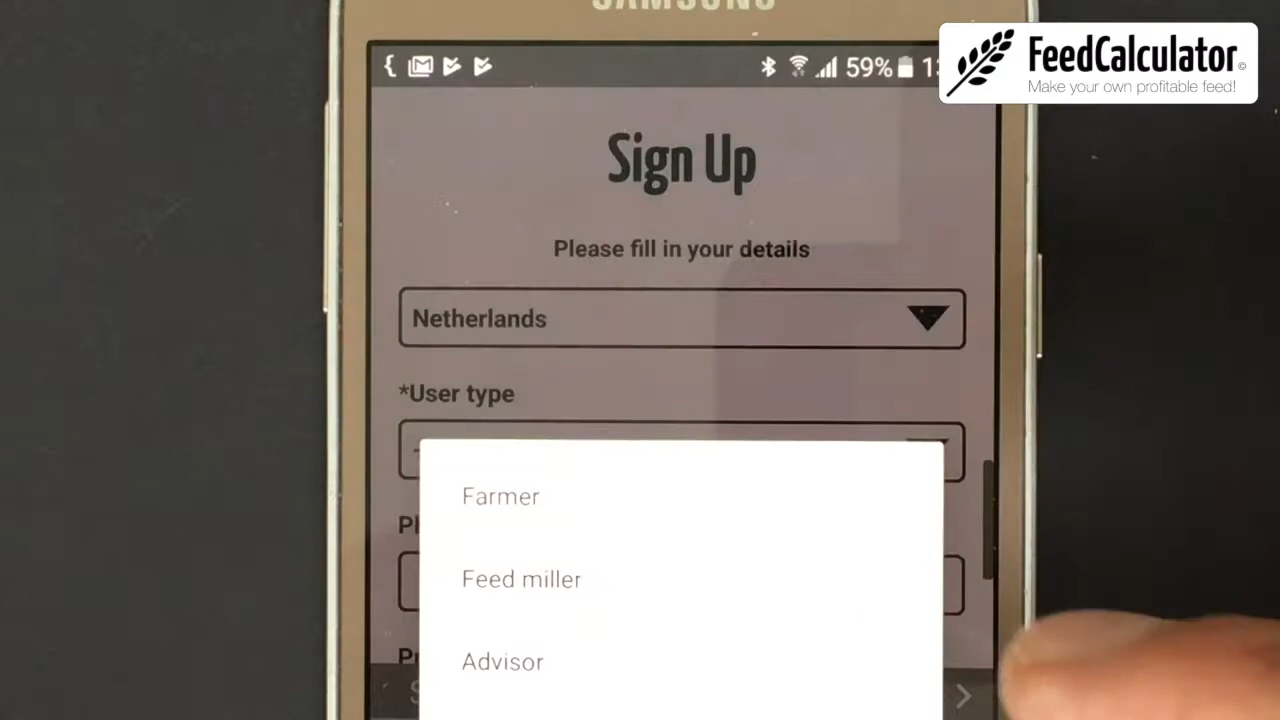 SAMSUNG
59%
FeedCalculator
Make your own profitable feed!
Sign Up
Please fill in your details
Netherlands
*User type
Farmer
Feed miller
Advisor